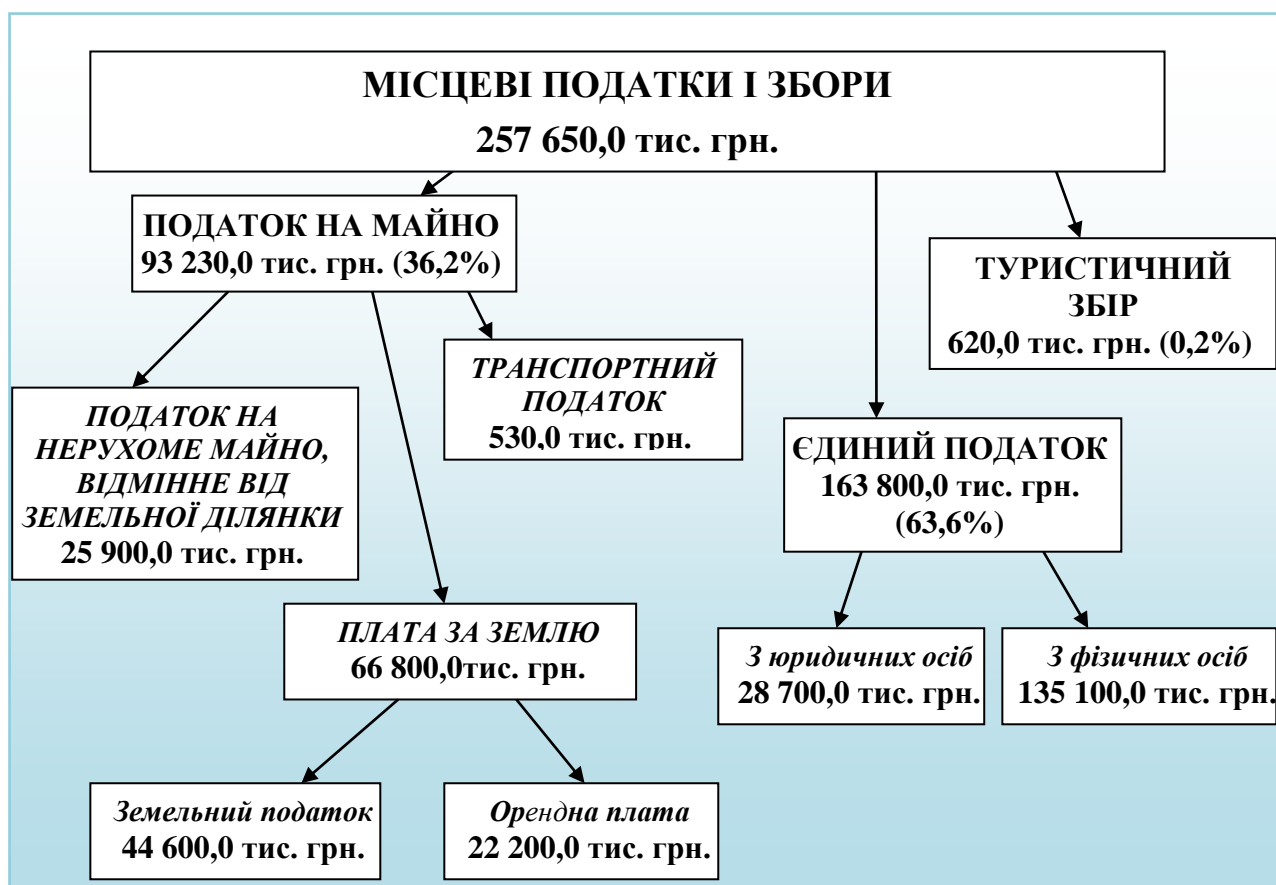 МІСЦЕВІ ПОДАТКИ І ЗБОРИ
257 650,0 тис. грн.
ПОДАТОК НА МАЙНО
93 230,0 тис. грн. (36,2%)
ТУРИСТИЧНИЙ
ЗБІР
620,0 тис. грн. (0,2%)
ТРАНСПОРТНИЙ
ПОДАТОК
530,0 тис. грн.
ПОДАТОК НА
НЕРУХОМЕ МАЙНО,
ВІДМІННЕ ВІД
ЗЕМЕЛЬНОЇ ДІЛЯНКИ
25 900,0 тис. грн.
ЄДИНИЙ ПОДАТОК
163 800,0 тис. грн.
(63,6%)
ПЛАТА ЗА ЗЕМЛЮ
66 800,0тис. грн.
З юридичних осіб
28 700,0 тис. грн.
З фізичних осіб
135 100,0 тис. грн.
Земельний податок
44 600,0 тис. грн.
Орендна плата
22 200,0 тис. грн.